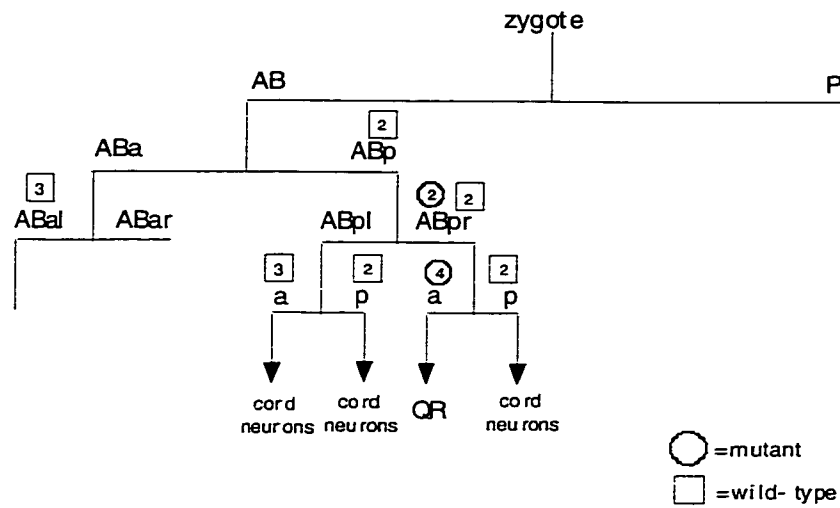 zygote
AB P
2
ABa ABp
3 2 2
ABal ABar ABpl ABpr
3 2 4 2
a p a p
cord neurons cord neurons QR cord neurons
=mutant
=wild-type